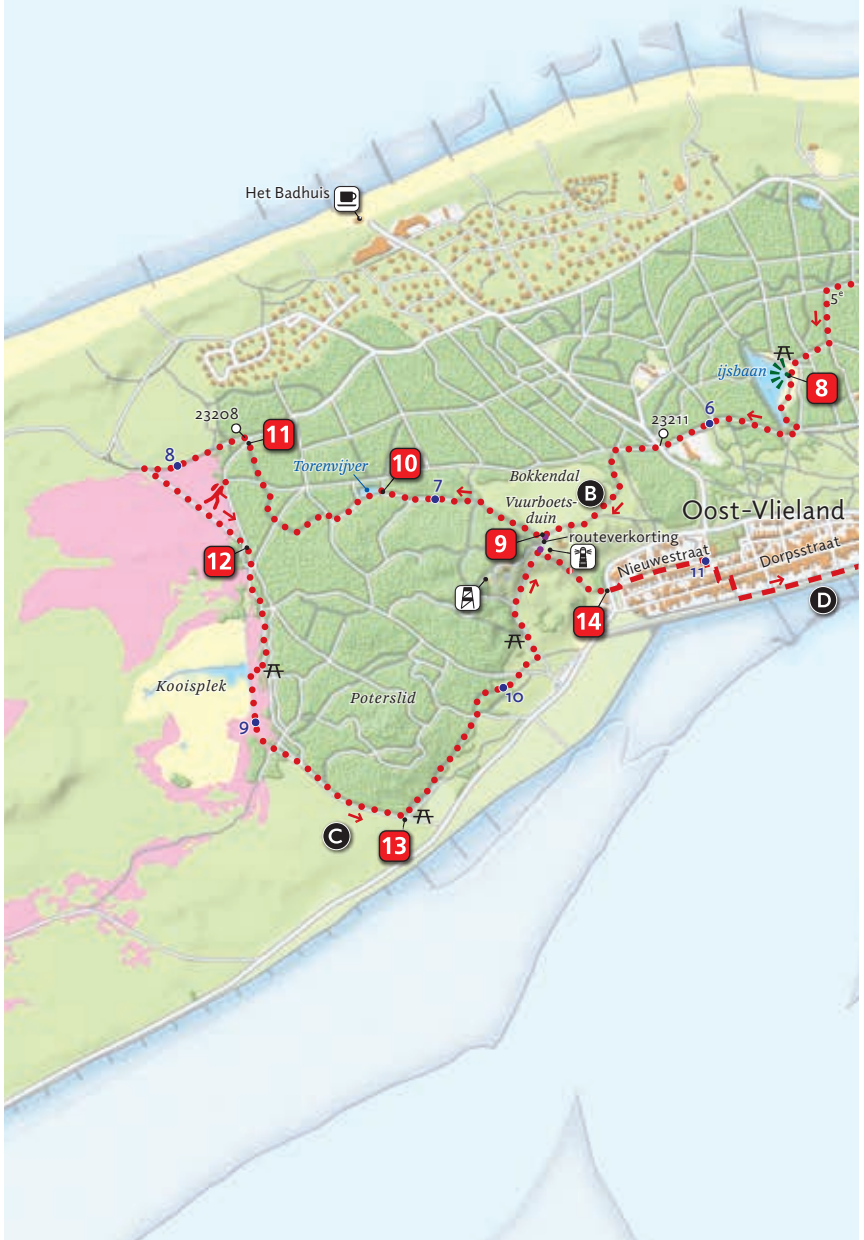 Het Badhuis
5e
ijsbaan
8
6
23211
23208
11
8
Torenvijver
10
7
Bokkendal
B
Vuurboets-
duin
Oost-Vlieland
9
routeverkorting
Nieuwestraat
11
Dorpsstraat
12
14
D
Kooisplek
Poterslid
10
9
C
13